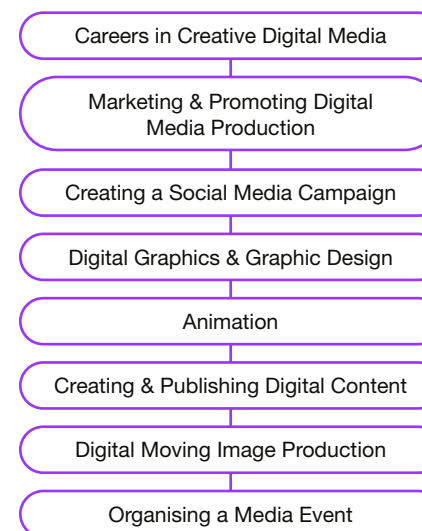 Careers in Creative Digital Media
Marketing & Promoting Digital
Media Production
Creating a Social Media Campaign
Digital Graphics & Graphic Design
Animation
Creating & Publishing Digital Content
Digital Moving Image Production
Organising a Media Event